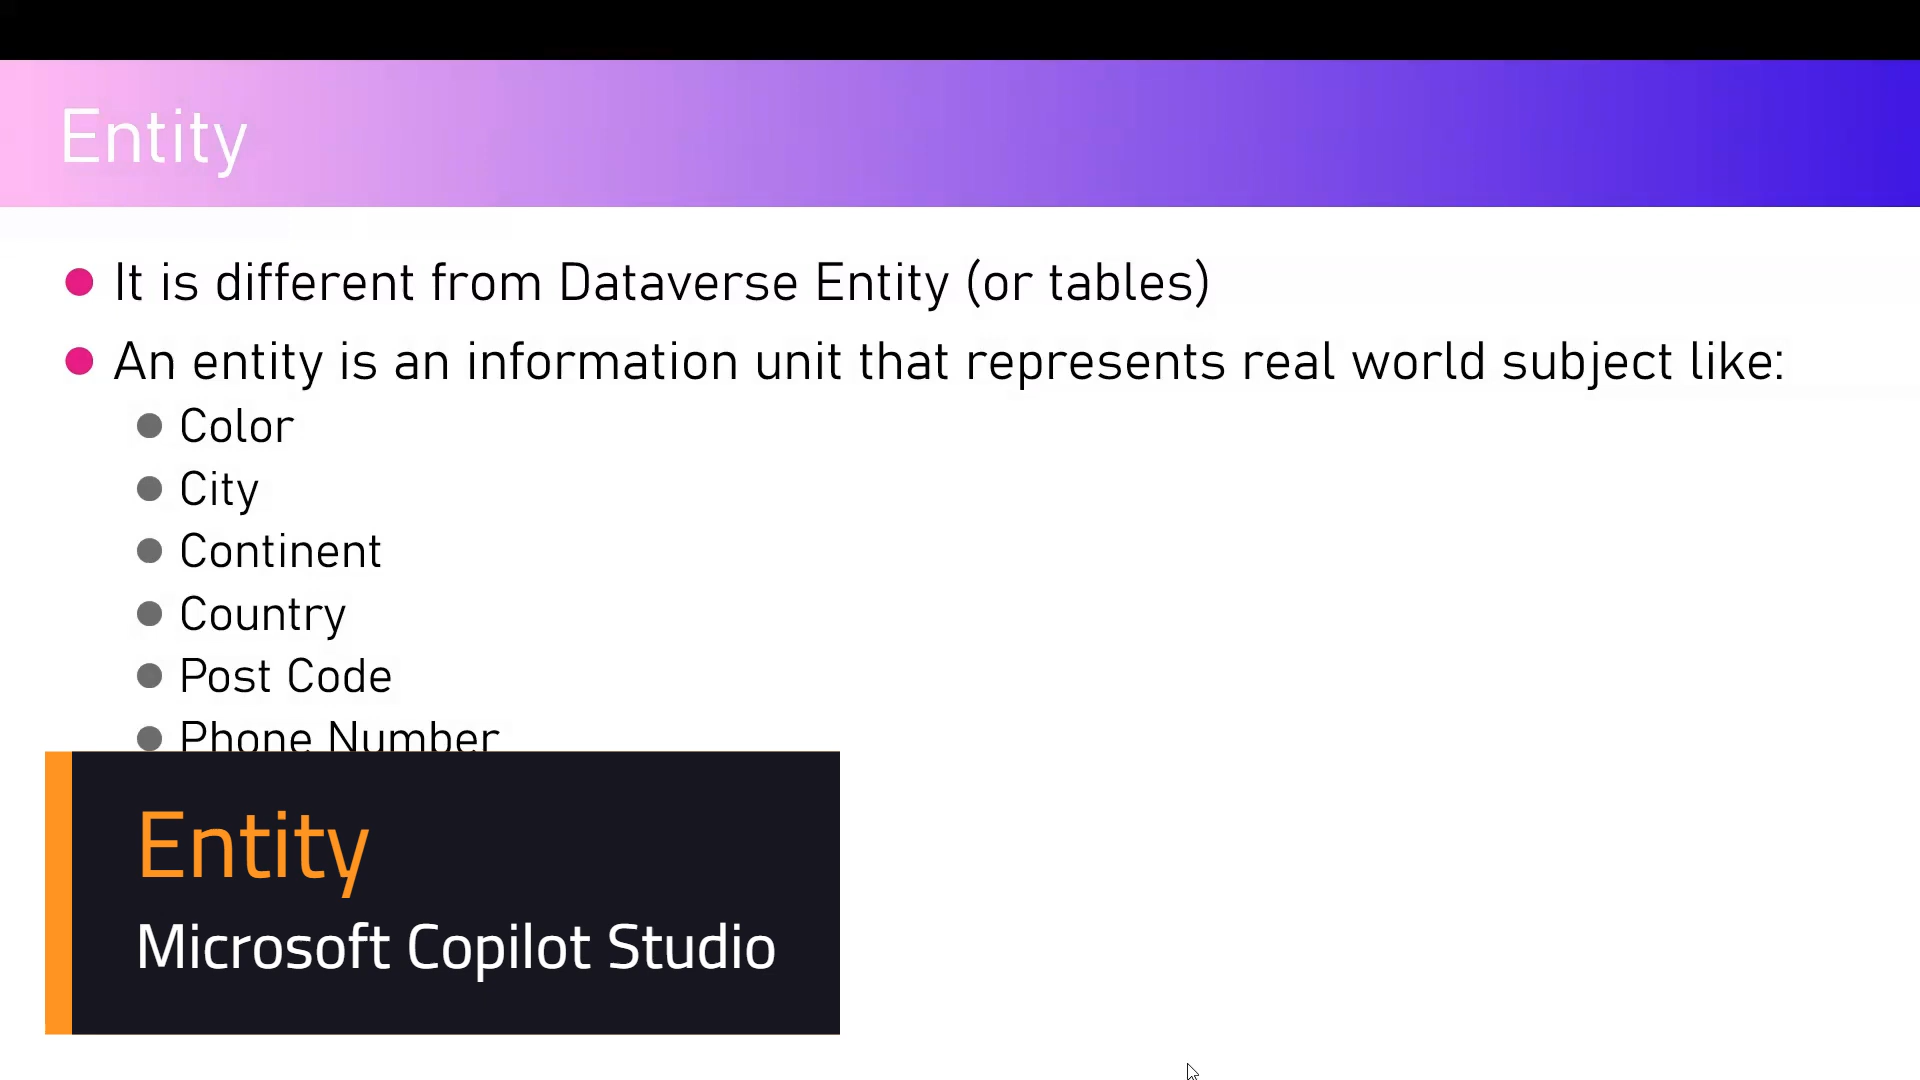 Entity
It is different from Dataverse Entity (or tables)
An entity is an information unit that represents real world subject like:
Color
City
Continent
Country
Post Code
Phone Number
Entity
Microsoft Copilot Studio